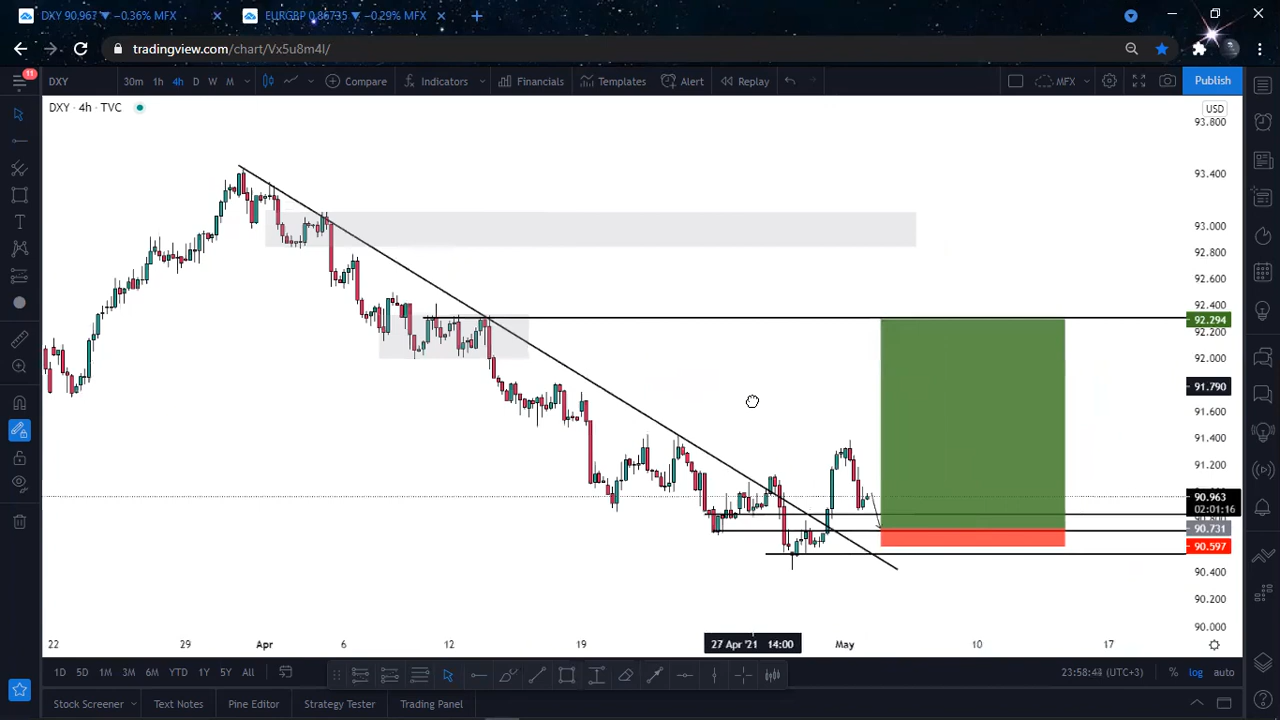 DXY 90.967 ▼ −0.36% MFX
EURGBP 0.86735 ▼ −0.29% MFX
tradingview.com/chart/Vx5u8m4l/
11
DXY 30m 1h 4h D W M Compare Indicators Financials Templates Alert Replay MFX Publish
DXY · 4h · TVC
USD
93.800
93.400
93.000
92.800
92.600
92.400
92.294
92.200
92.000
91.790
91.600
91.400
91.200
90.963
02:01:16
90.731
90.597
90.400
90.200
90.000
22 29 Apr 6 12 19 27 Apr '21 14:00 May 10 17
1D 5D 1M 3M 6M YTD 1Y 5Y All 23:58:44 (UTC+3) % log auto
Stock Screener Text Notes Pine Editor Strategy Tester Trading Panel